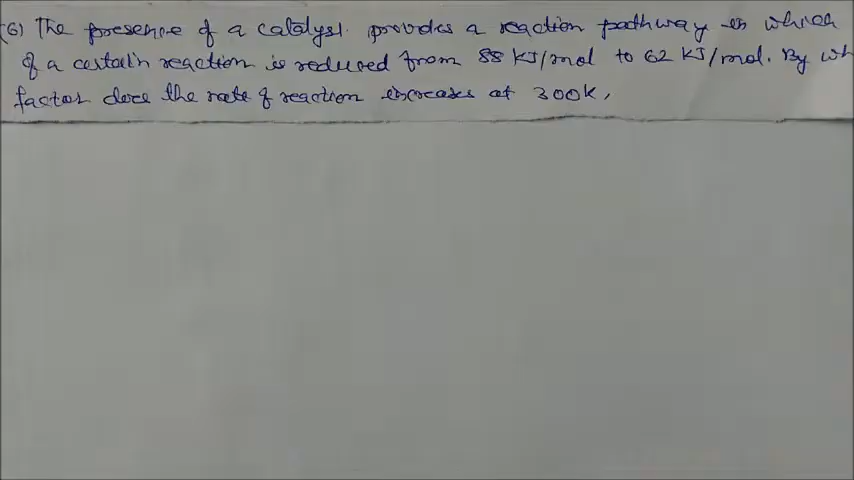 (6) The presence of a catalyst. provides a reaction pathway in which
of a certain reaction is reduced from 88 KJ/mol to 62 KJ/mol. By wh
factor does the rate of reaction increases at 300K,